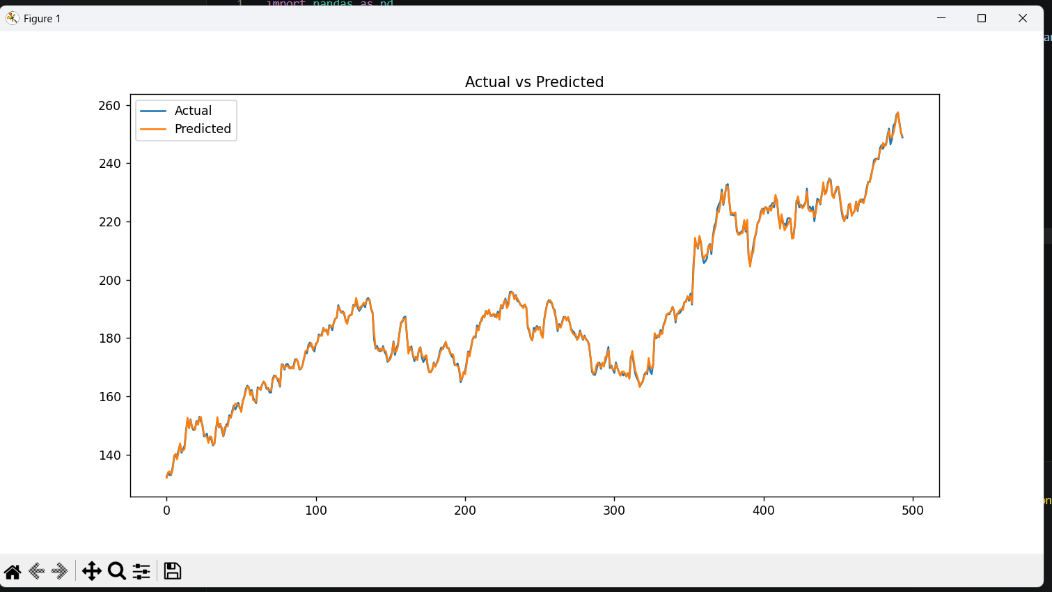 1 import pandas as pd
Figure 1
Actual vs Predicted
Actual
Predicted
260
240
220
200
180
160
140
0 100 200 300 400 500